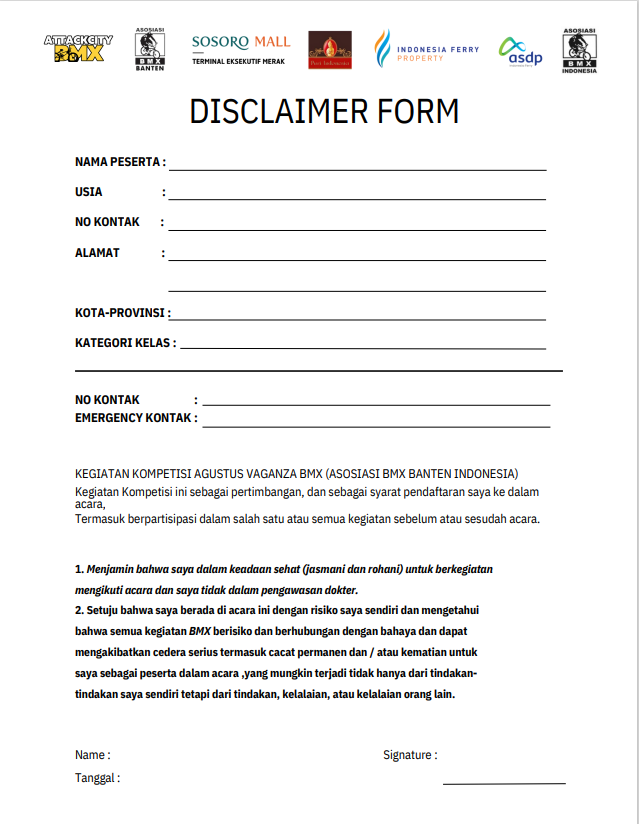 ATTACKCITY
BMX
ASOSIASI
BMX
BANTEN
SOSORO MALL
TERMINAL EKSEKUTIF MERAK
INDONESIA FERRY
PROPERTY
asdp
Indonesia Ferry
ASOSIASI
BMX
INDONESIA
DISCLAIMER FORM
NAMA PESERTA :
USIA :
NO KONTAK :
ALAMAT :
KOTA-PROVINSI :
KATEGORI KELAS :
NO KONTAK :
EMERGENCY KONTAK :
KEGIATAN KOMPETISI AGUSTUS VAGANZA BMX (ASOSIASI BMX BANTEN INDONESIA)
Kegiatan Kompetisi ini sebagai pertimbangan, dan sebagai syarat pendaftaran saya ke dalam
acara,
Termasuk berpartisipasi dalam salah satu atau semua kegiatan sebelum atau sesudah acara.
1. Menjamin bahwa saya dalam keadaan sehat (jasmani dan rohani) untuk berkegiatan
mengikuti acara dan saya tidak dalam pengawasan dokter.
2. Setuju bahwa saya berada di acara ini dengan risiko saya sendiri dan mengetahui
bahwa semua kegiatan BMX berisiko dan berhubungan dengan bahaya dan dapat
mengakibatkan cedera serius termasuk cacat permanen dan / atau kematian untuk
saya sebagai peserta dalam acara ,yang mungkin terjadi tidak hanya dari tindakan-
tindakan saya sendiri tetapi dari tindakan, kelalaian, atau kelalaian orang lain.
Name :
Signature :
Tanggal :